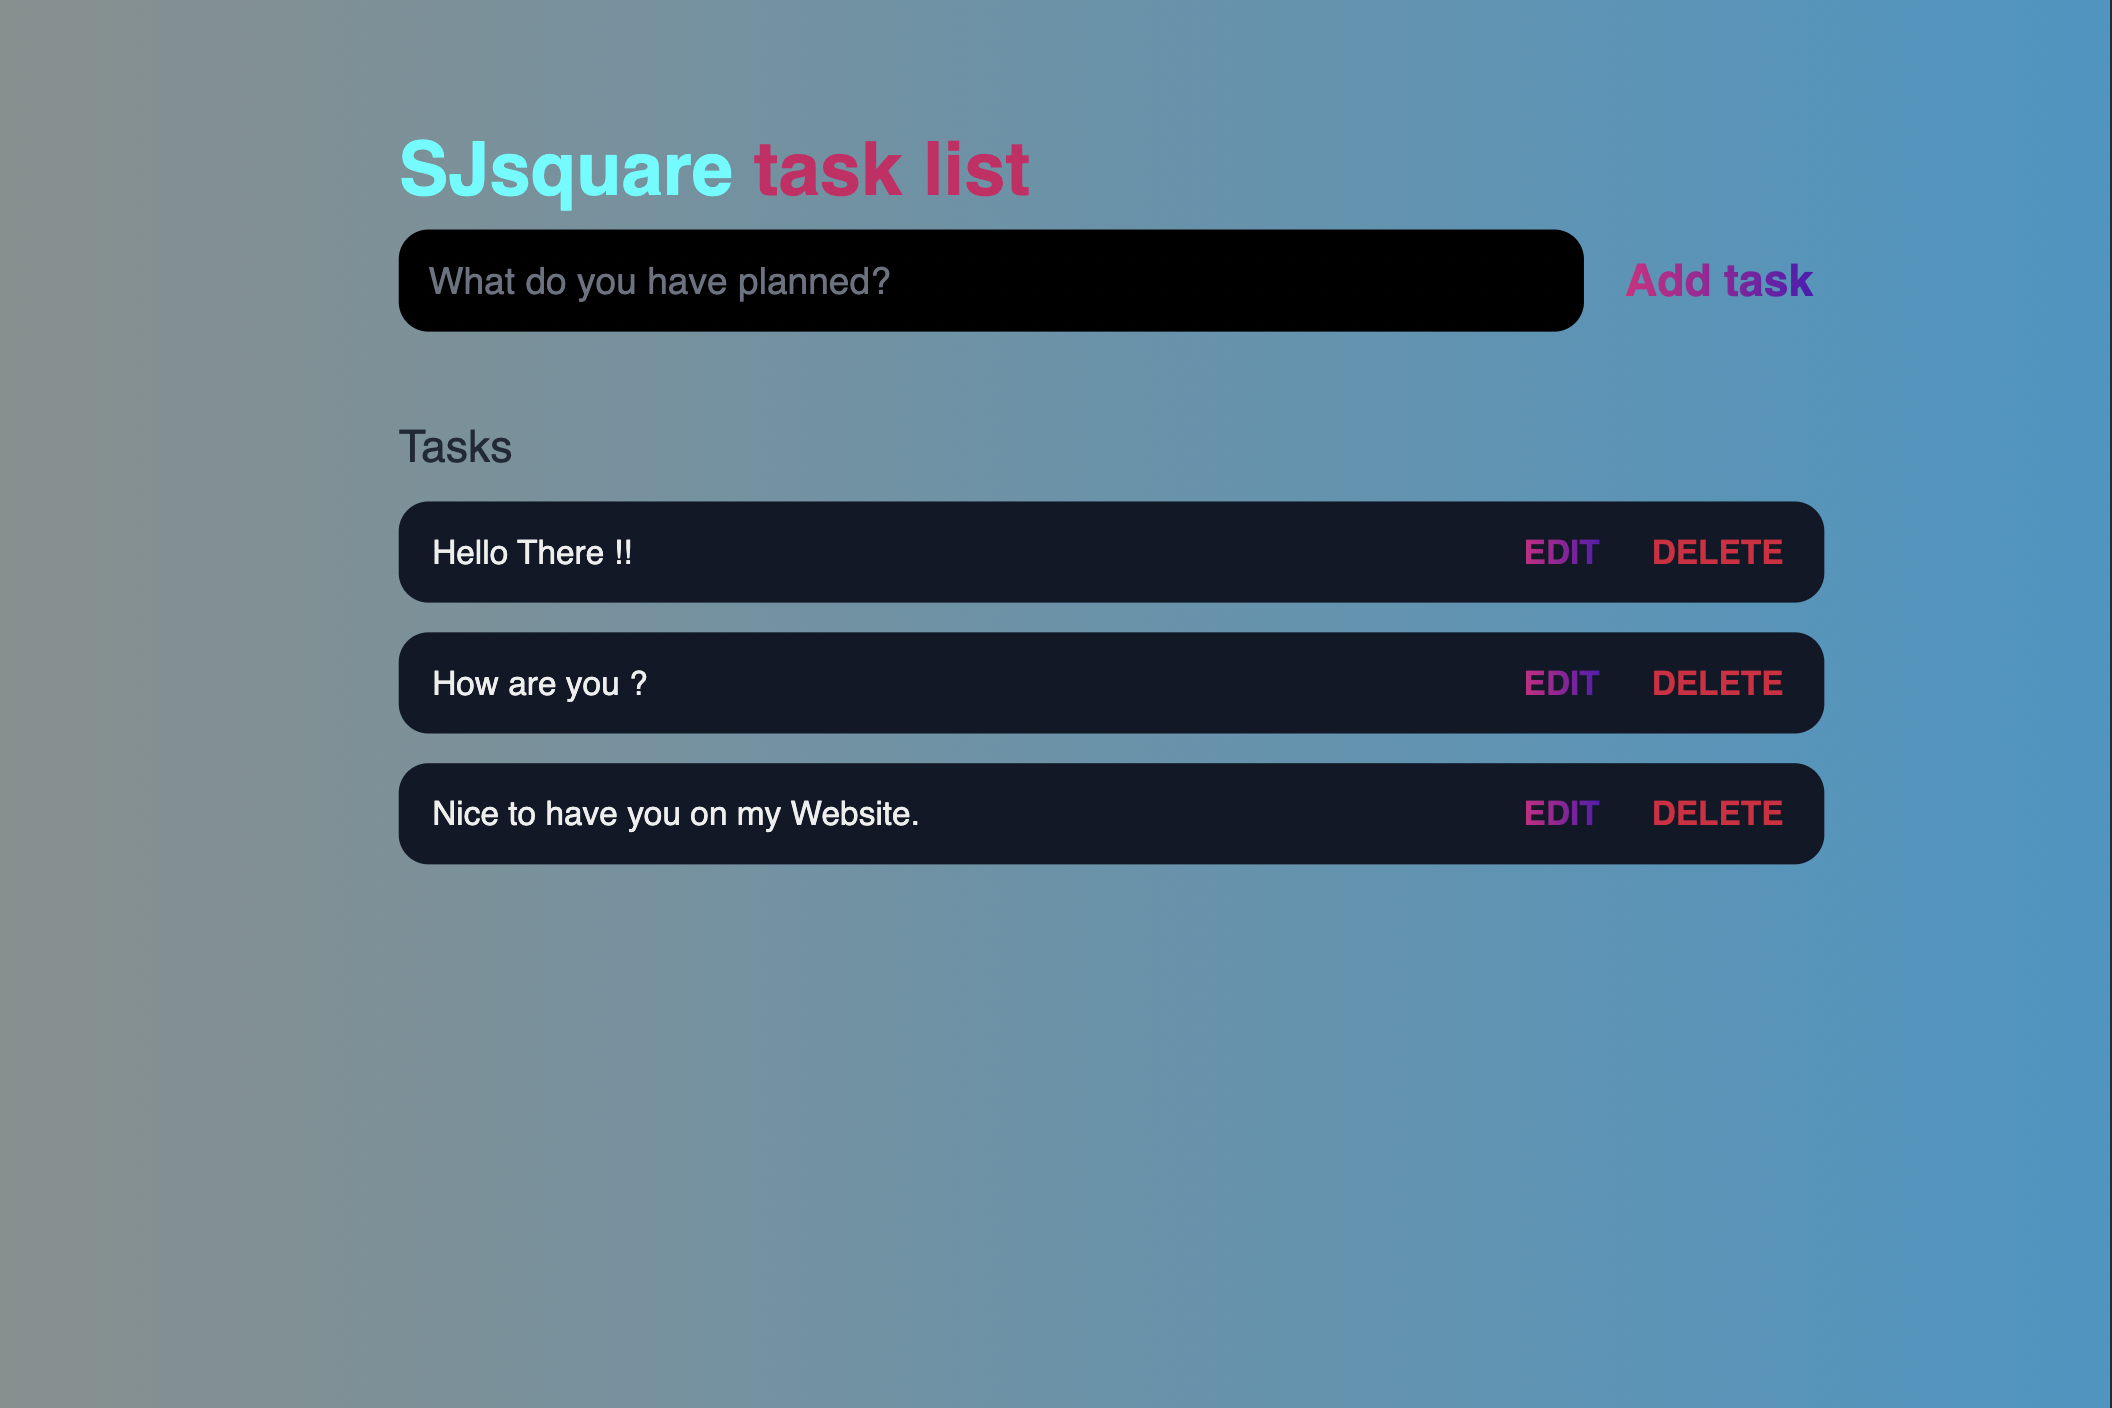 SJsquare task list
What do you have planned? Add task
Tasks
Hello There !! EDIT DELETE
How are you ? EDIT DELETE
Nice to have you on my Website. EDIT DELETE